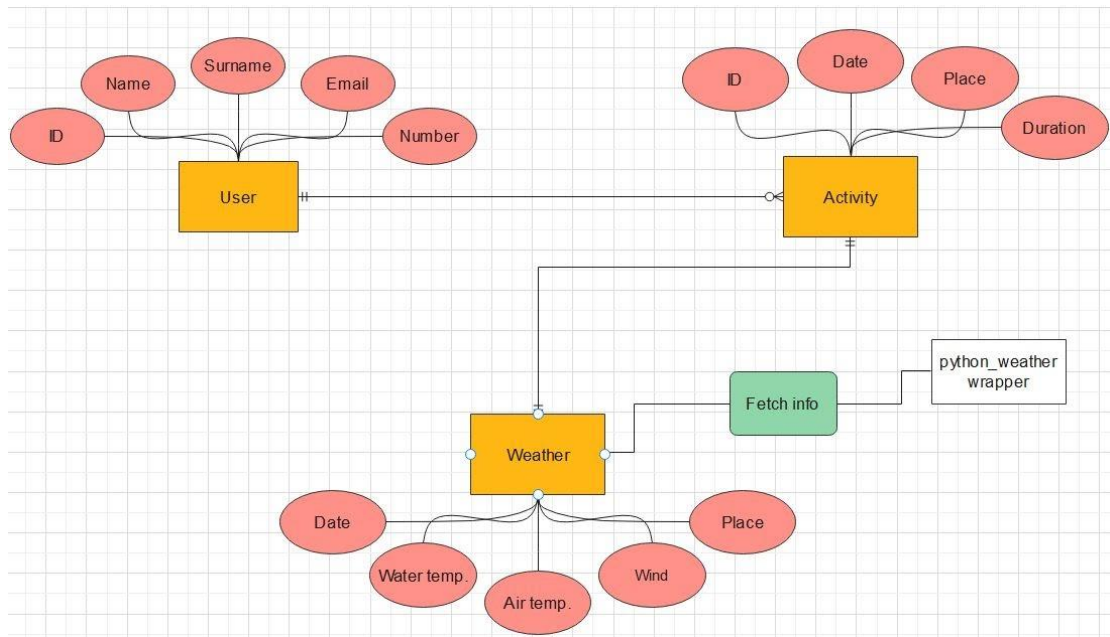 Surname
Name
Email
ID
Number
User
Date
ID
Place
Duration
Activity
python_weather
wrapper
Fetch info
Weather
Date
Place
Water temp.
Wind
Air temp.